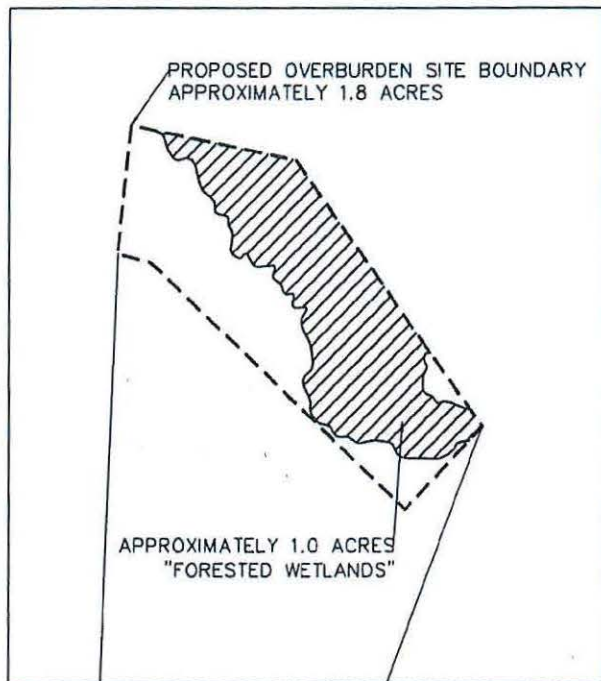 PROPOSED OVERBURDEN SITE BOUNDARY
APPROXIMATELY 1.8 ACRES
APPROXIMATELY 1.0 ACRES
"FORESTED WETLANDS"